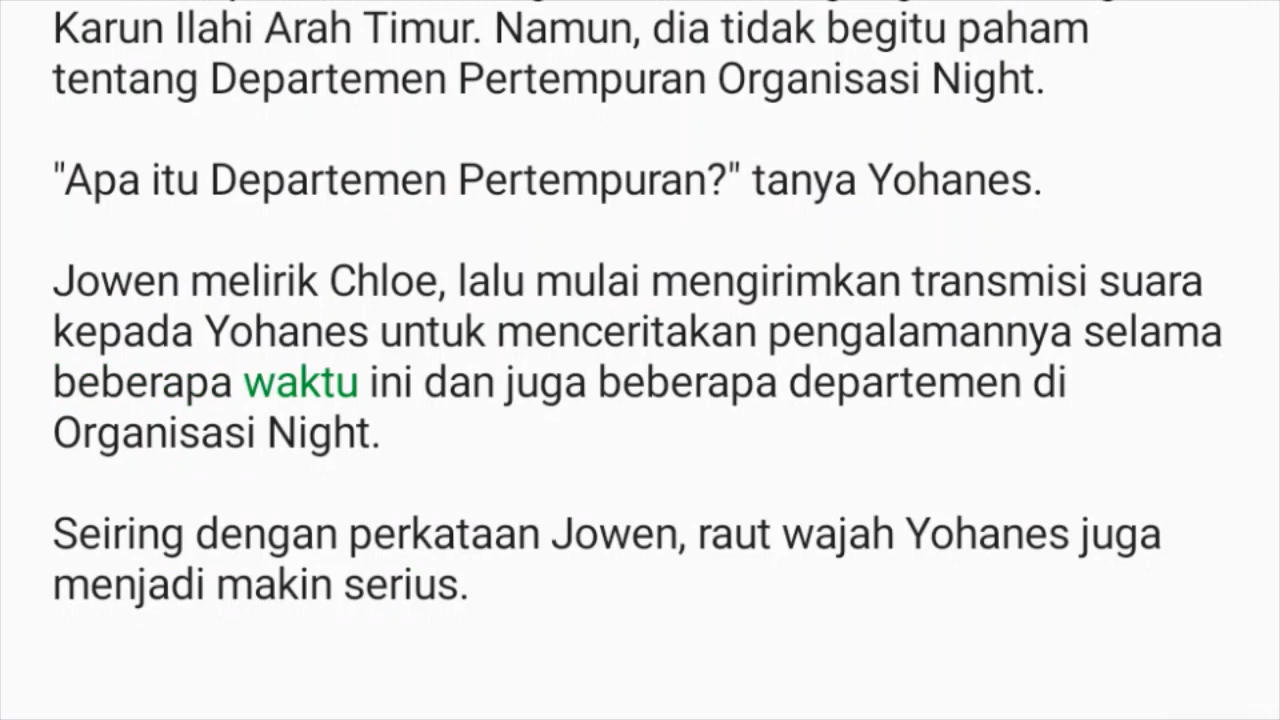 Karun Ilahi Arah Timur. Namun, dia tidak begitu paham
tentang Departemen Pertempuran Organisasi Night.
"Apa itu Departemen Pertempuran?" tanya Yohanes.
Jowen melirik Chloe, lalu mulai mengirimkan transmisi suara
kepada Yohanes untuk menceritakan pengalamannya selama
beberapa waktu ini dan juga beberapa departemen di
Organisasi Night.
Seiring dengan perkataan Jowen, raut wajah Yohanes juga
menjadi makin serius.